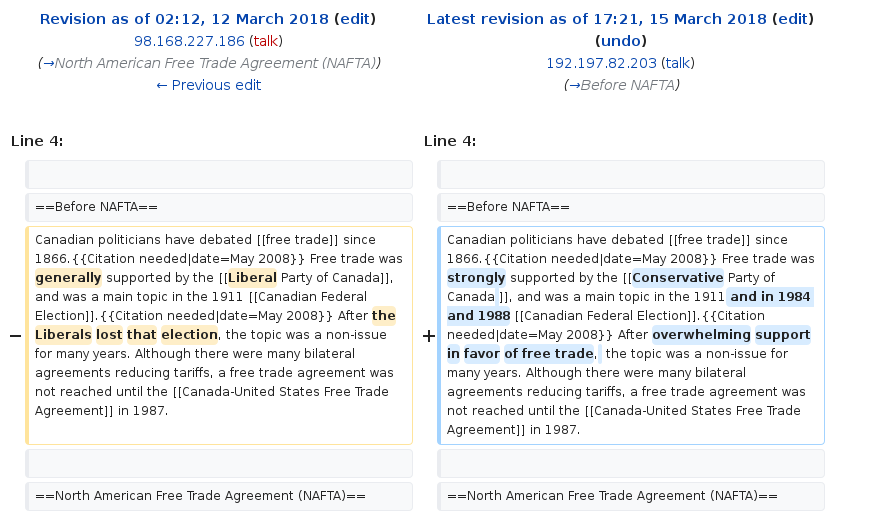 Revision as of 02:12, 12 March 2018 (edit)
98.168.227.186 (talk)
(→North American Free Trade Agreement (NAFTA))
← Previous edit
Latest revision as of 17:21, 15 March 2018 (edit)
(undo)
192.197.82.203 (talk)
(→Before NAFTA)
Line 4:
Line 4:
==Before NAFTA==
==Before NAFTA==
−
Canadian politicians have debated [[free trade]] since
1866.{{Citation needed|date=May 2008}} Free trade was
generally supported by the [[Liberal Party of Canada]],
and was a main topic in the 1911 [[Canadian Federal
Election]].{{Citation needed|date=May 2008}} After the
Liberals lost that election, the topic was a non-issue
for many years. Although there were many bilateral
agreements reducing tariffs, a free trade agreement was
not reached until the [[Canada-United States Free Trade
Agreement]] in 1987.
+
Canadian politicians have debated [[free trade]] since
1866.{{Citation needed|date=May 2008}} Free trade was
strongly supported by the [[Conservative Party of
Canada ]], and was a main topic in the 1911 and in 1984
and 1988 [[Canadian Federal Election]].{{Citation
needed|date=May 2008}} After overwhelming support
in favor of free trade, the topic was a non-issue for
many years. Although there were many bilateral
agreements reducing tariffs, a free trade agreement was
not reached until the [[Canada-United States Free Trade
Agreement]] in 1987.
==North American Free Trade Agreement (NAFTA)==
==North American Free Trade Agreement (NAFTA)==